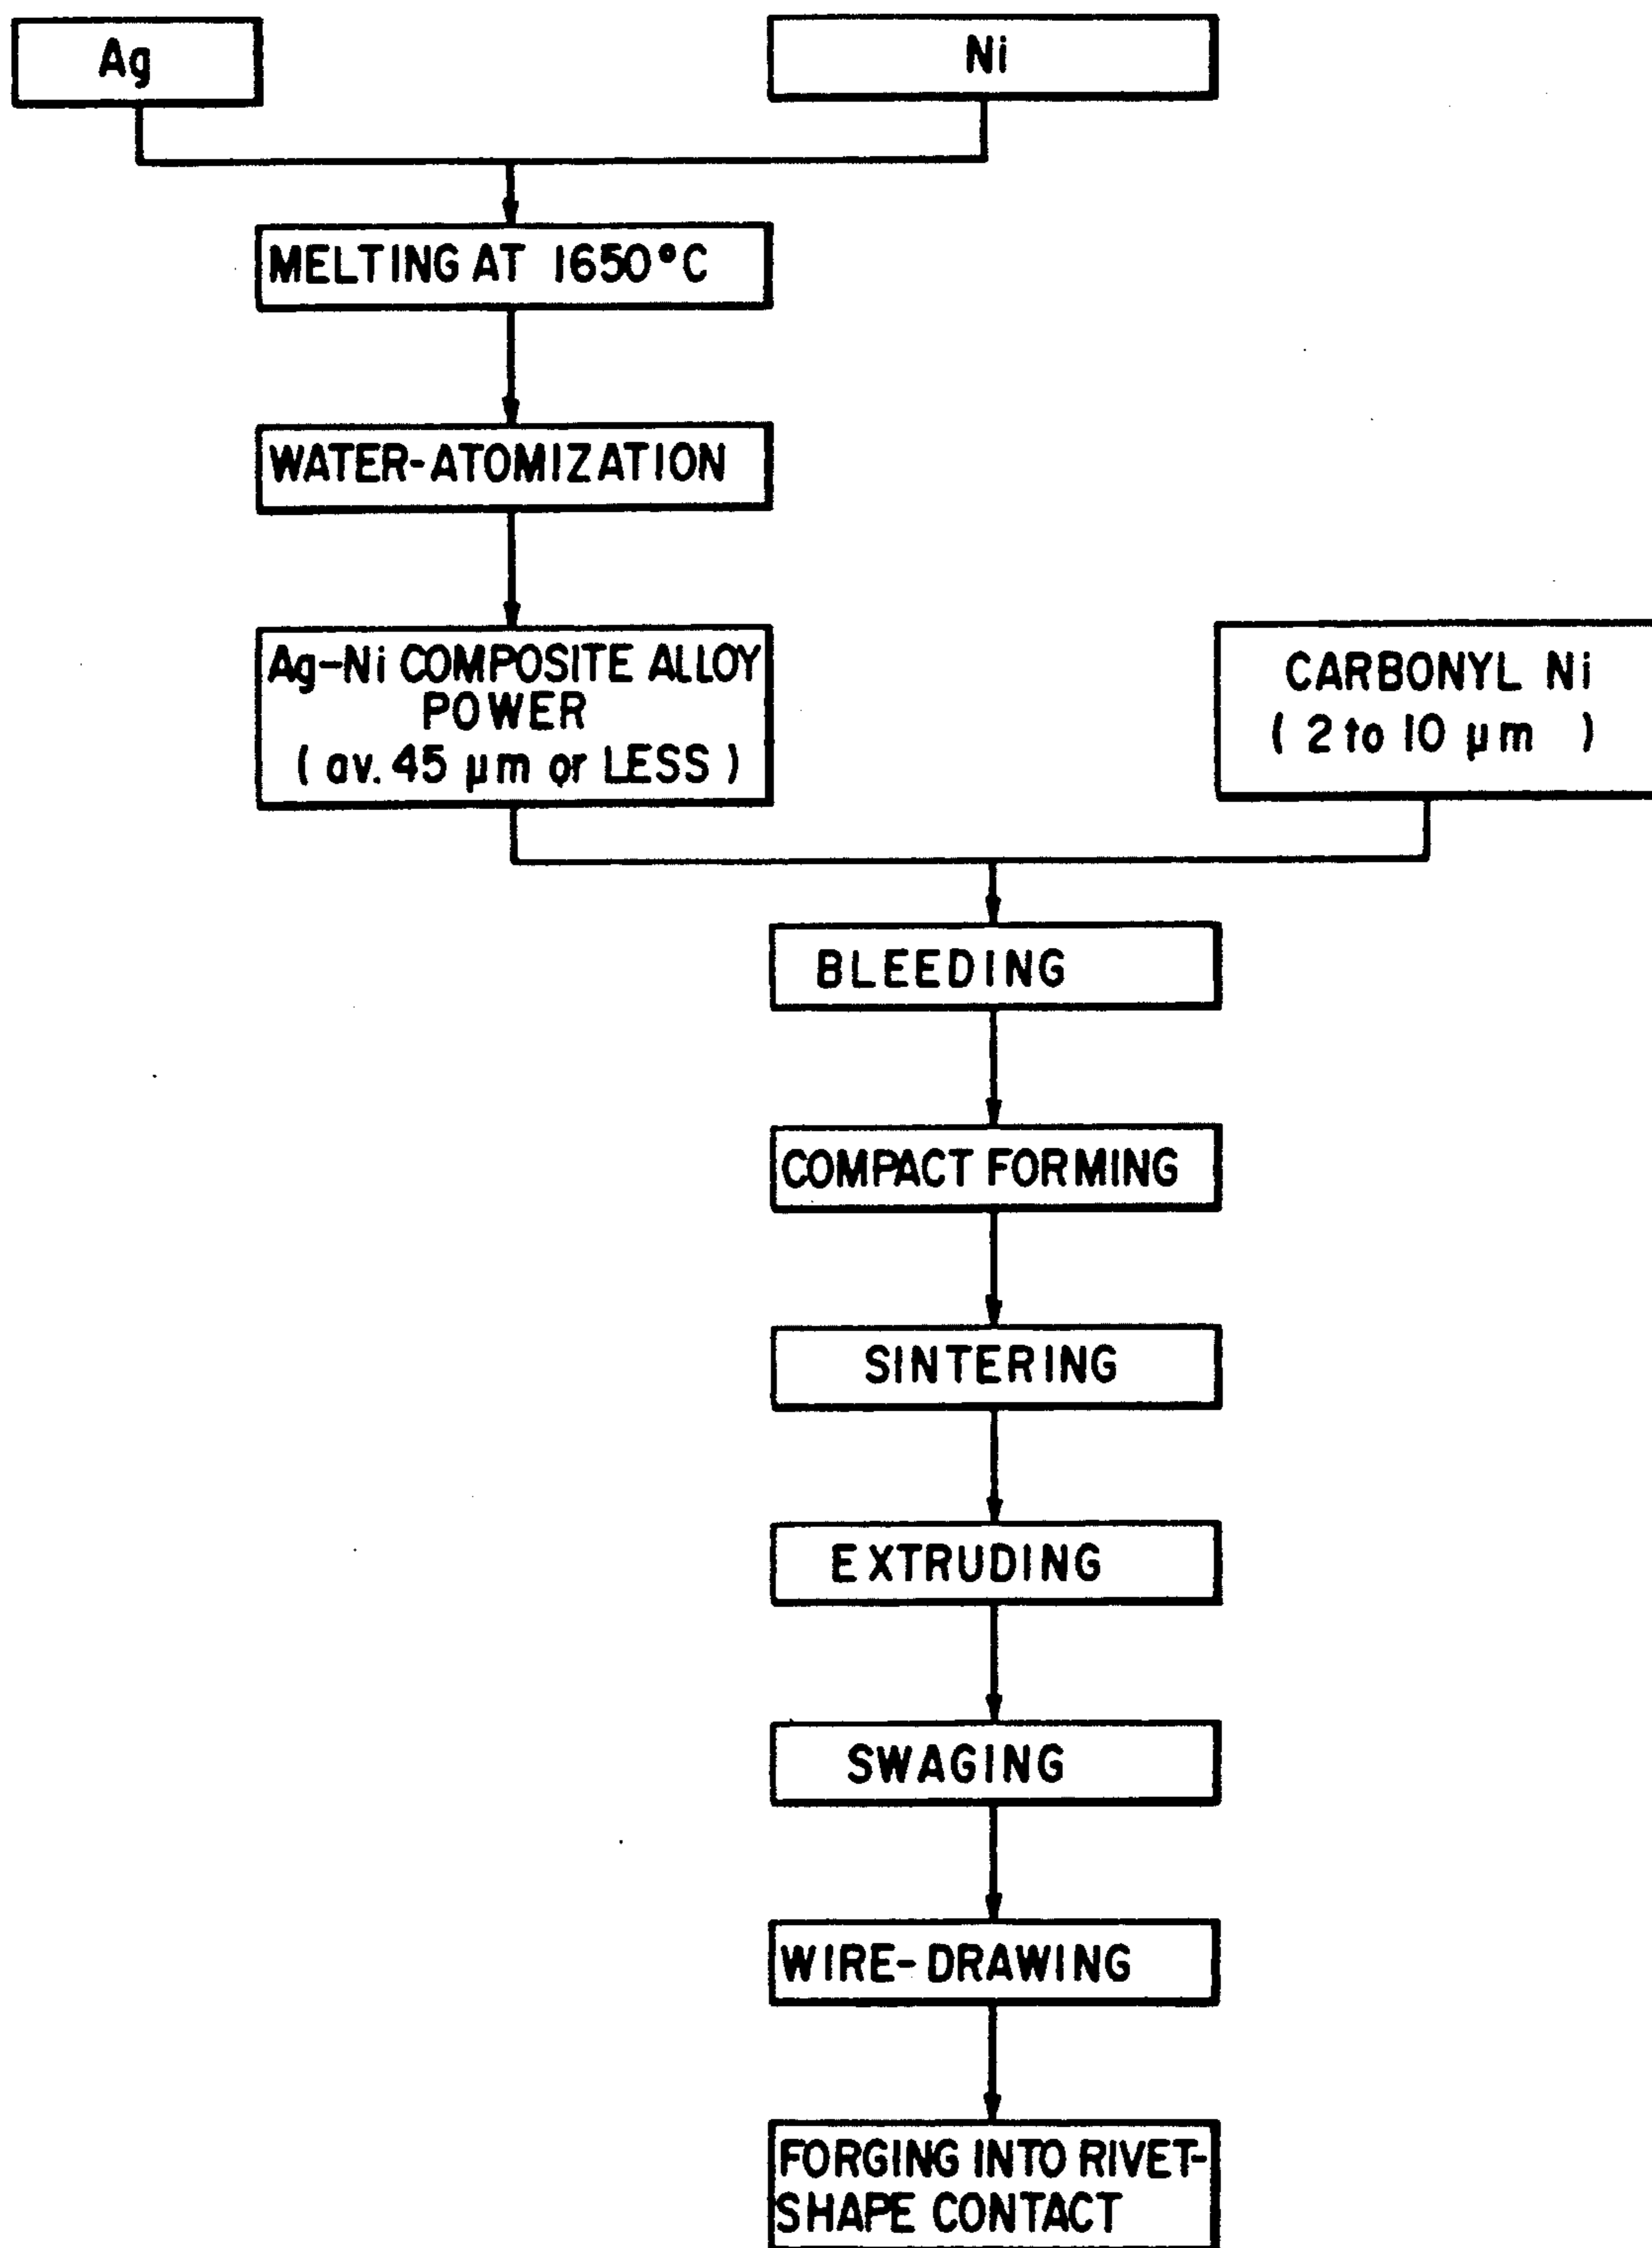 Ag
Ni
MELTING AT 1650°C
WATER-ATOMIZATION
Ag-Ni COMPOSITE ALLOY
POWER
( av. 45 μm or LESS )
CARBONYL Ni
( 2 to 10 μm )
BLEEDING
COMPACT FORMING
SINTERING
EXTRUDING
SWAGING
WIRE-DRAWING
FORGING INTO RIVET-
SHAPE CONTACT